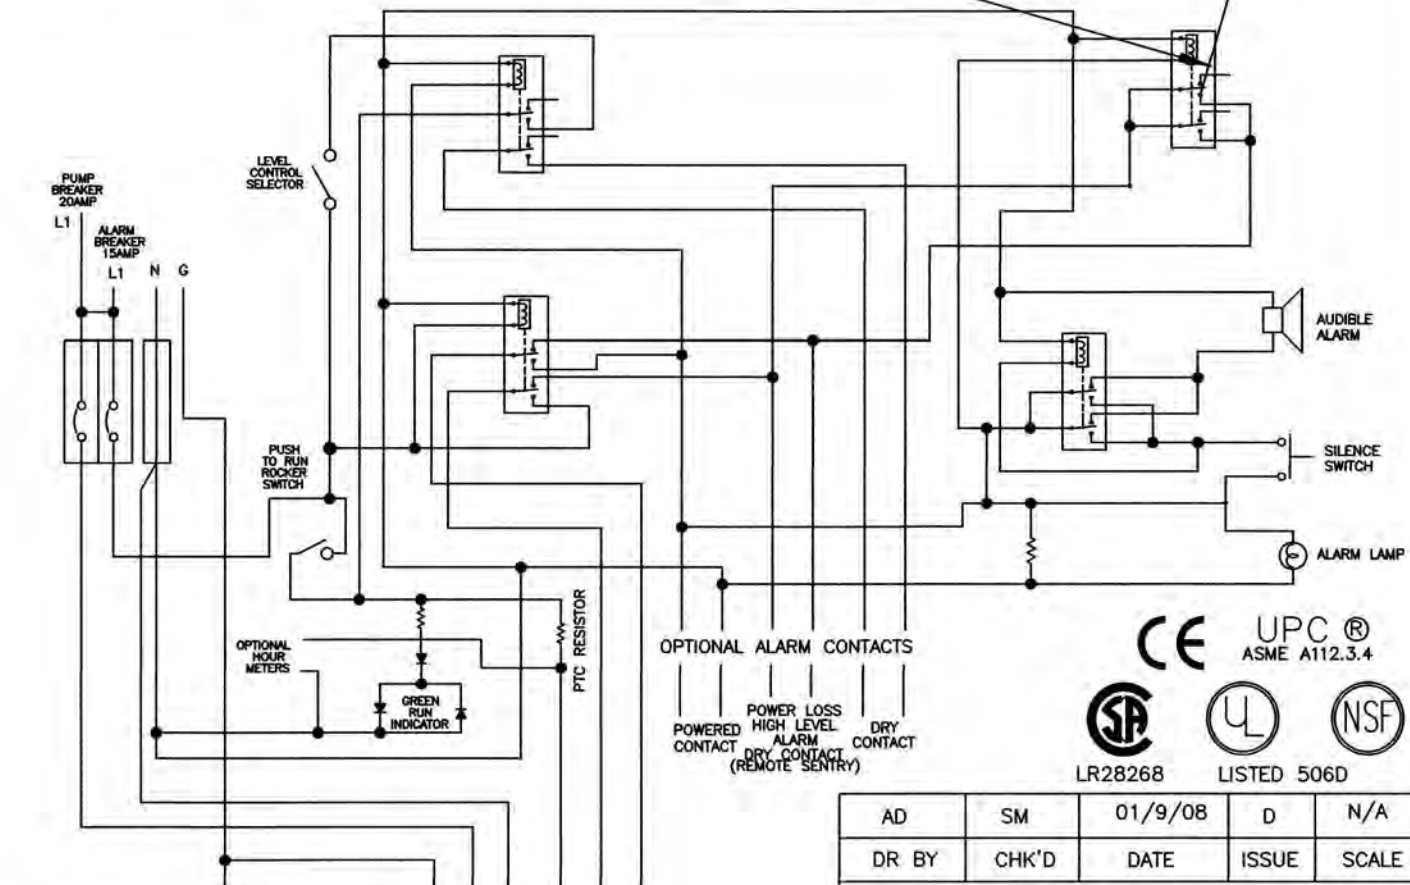 PUMP
BREAKER
20AMP
L1
ALARM
BREAKER
15AMP
L1 N G
LEVEL
CONTROL
SELECTOR
PUSH
TO RUN
ROCKER
SWITCH
OPTIONAL
HOUR
METERS
GREEN
RUN
INDICATOR
PTC RESISTOR
AUDIBLE
ALARM
SILENCE
SWITCH
ALARM LAMP
OPTIONAL ALARM CONTACTS
POWERED
CONTACT
POWER LOSS
HIGH LEVEL
ALARM
DRY CONTACT
(REMOTE SENTRY)
DRY
CONTACT
CE
UPC ®
ASME A112.3.4
SA
UL
NSF
LR28268
LISTED 506D
AD SM 01/9/08 D N/A
DR BY CHK'D DATE ISSUE SCALE